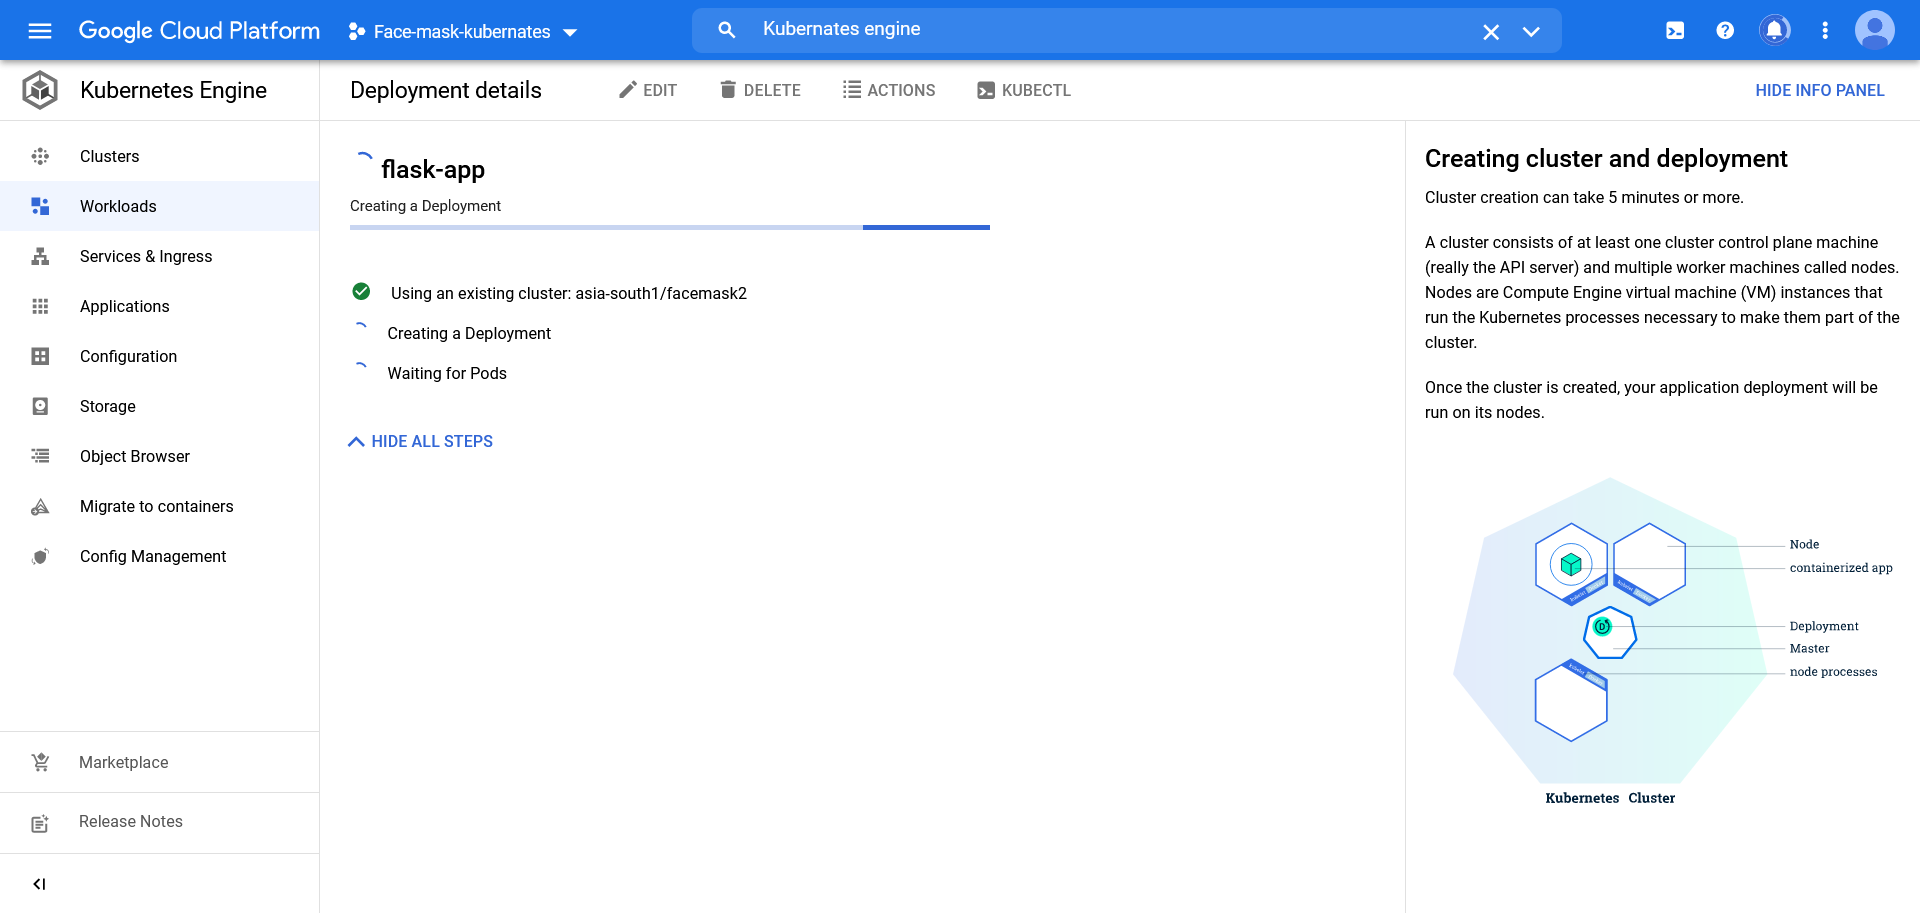 Google Cloud Platform
Face-mask-kubernates
Kubernates engine
Kubernetes Engine
Deployment details
EDIT
DELETE
ACTIONS
KUBECTL
HIDE INFO PANEL
Clusters
Workloads
Services & Ingress
Applications
Configuration
Storage
Object Browser
Migrate to containers
Config Management
Marketplace
Release Notes
flask-app
Creating a Deployment
Using an existing cluster: asia-south1/facemask2
Creating a Deployment
Waiting for Pods
HIDE ALL STEPS
Creating cluster and deployment
Cluster creation can take 5 minutes or more.
A cluster consists of at least one cluster control plane machine
(really the API server) and multiple worker machines called nodes.
Nodes are Compute Engine virtual machine (VM) instances that
run the Kubernetes processes necessary to make them part of the
cluster.
Once the cluster is created, your application deployment will be
run on its nodes.
Node
containerized app
Deployment
Master
node processes
Kubernetes Cluster